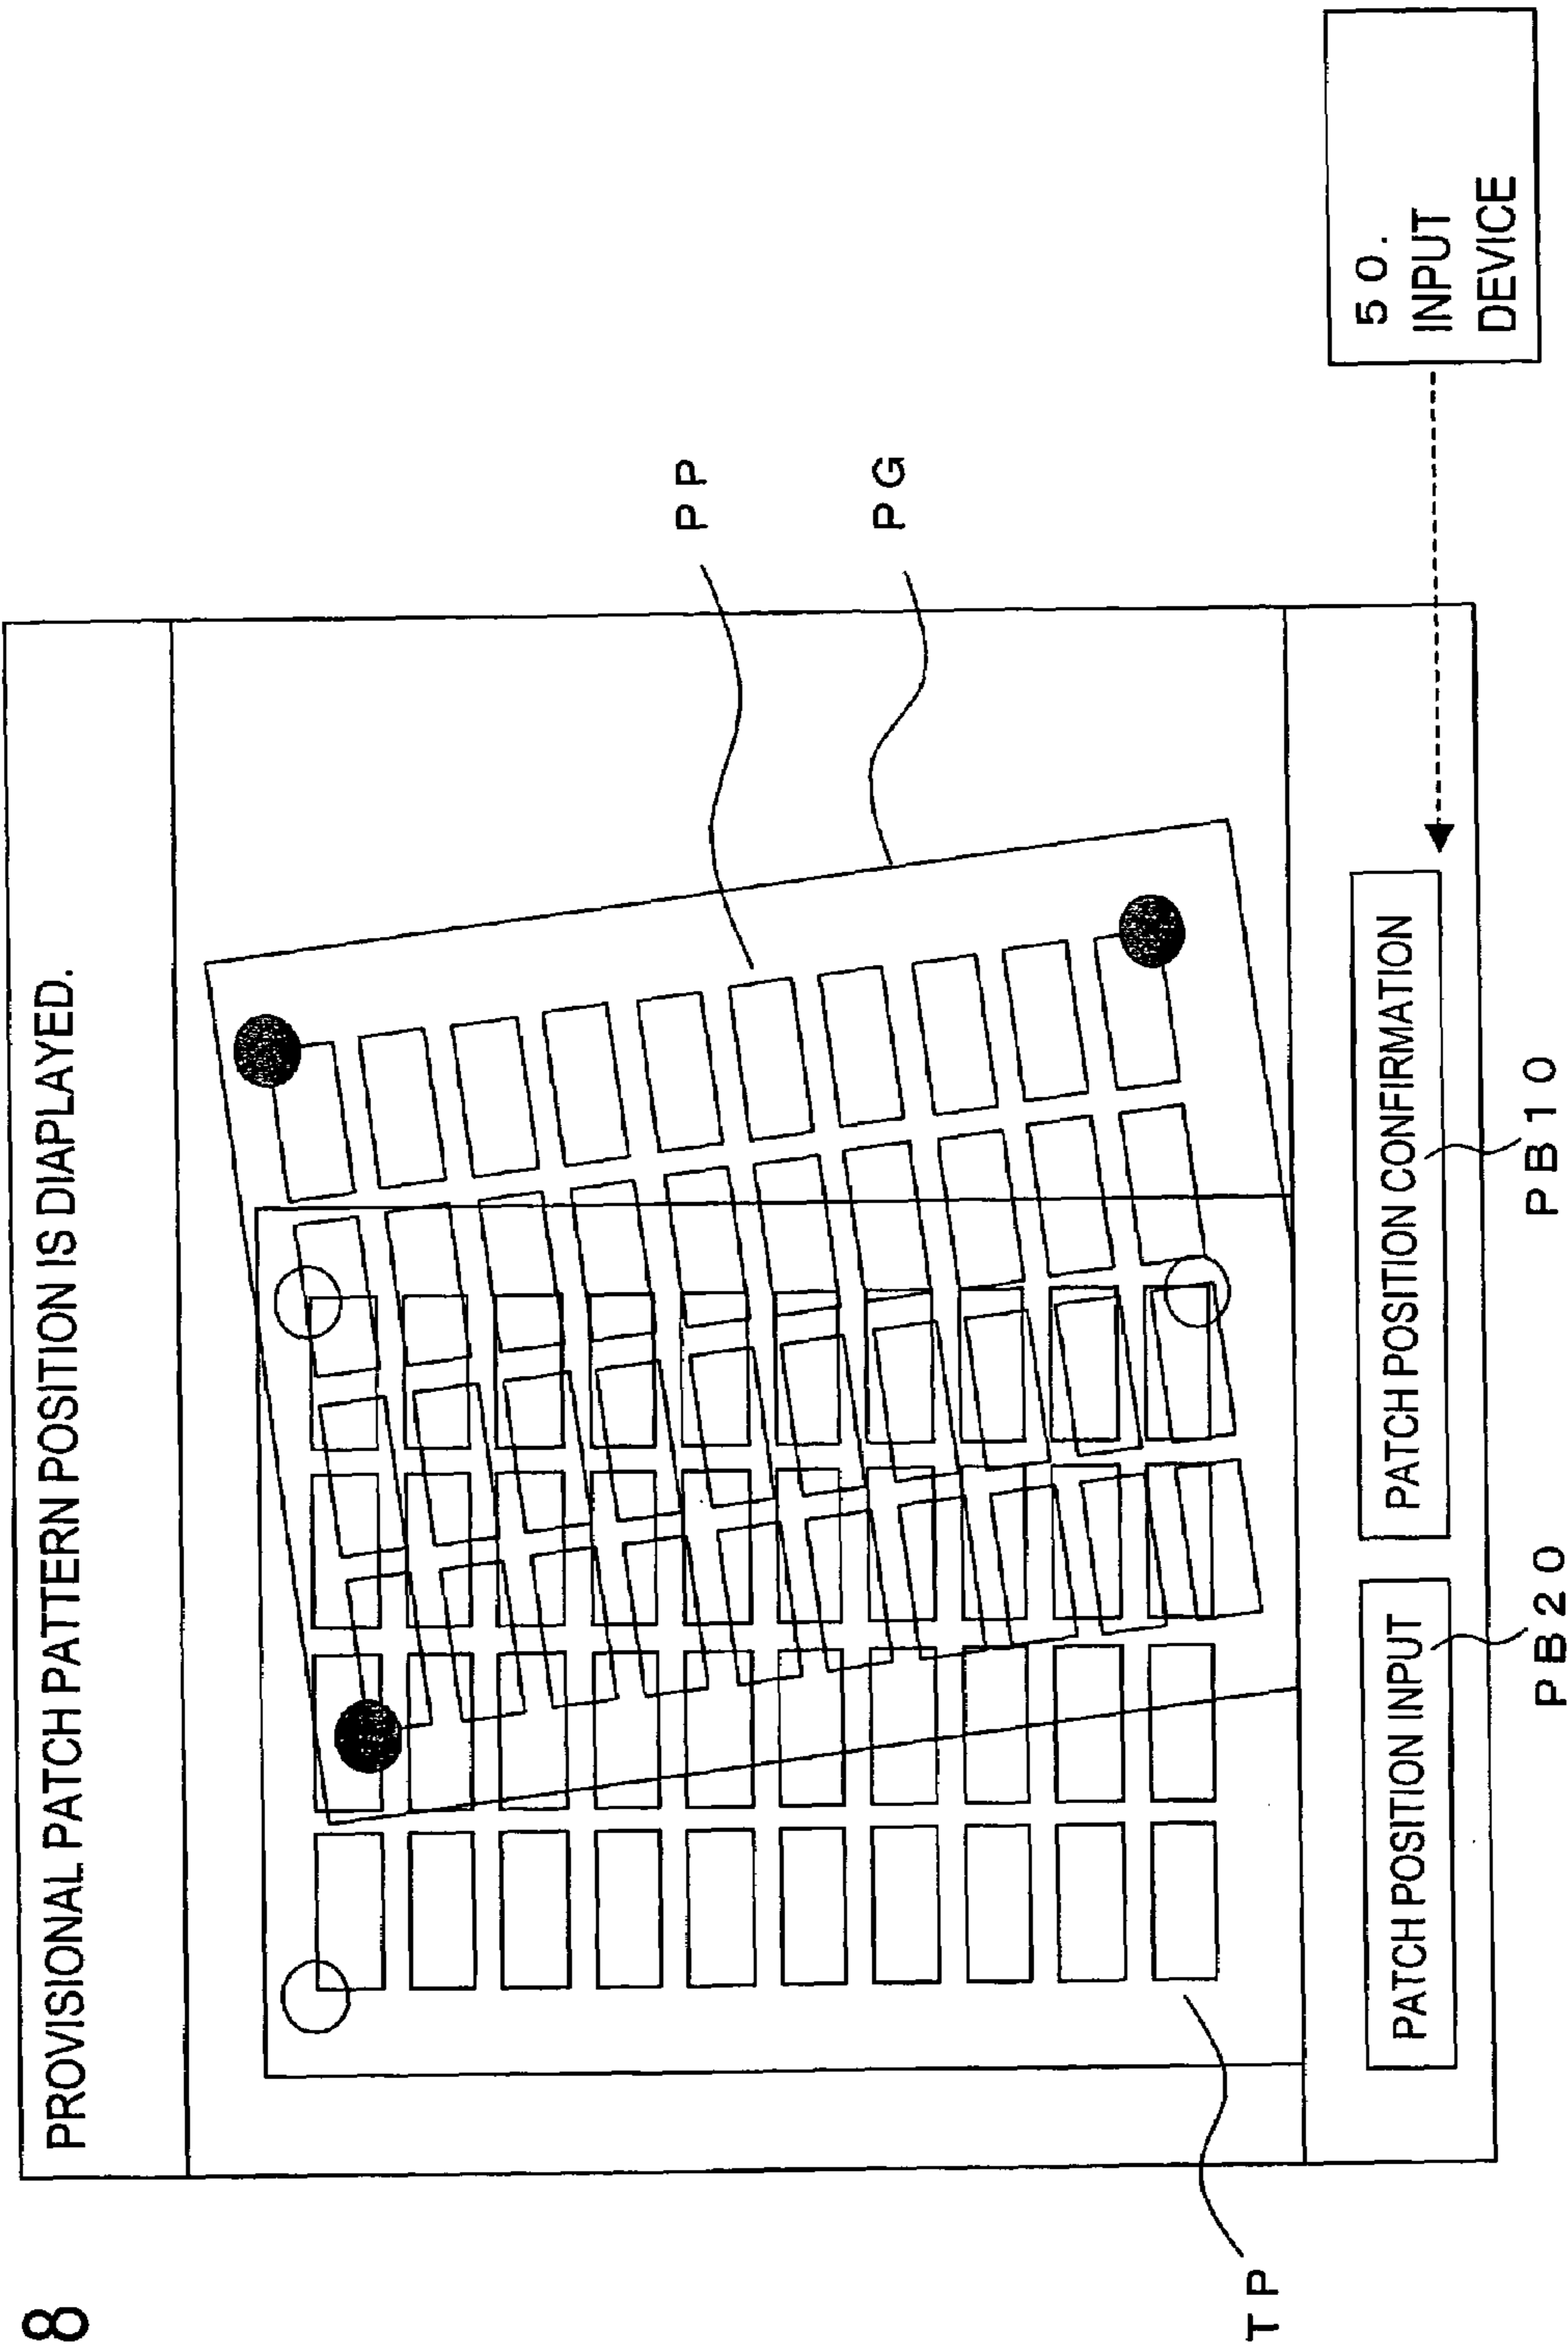 8
PROVISIONAL PATCH PATTERN POSITION IS DIAPLAYED.
PP
PG
TP
PATCH POSITION INPUT
PATCH POSITION CONFIRMATION
PB20
PB10
50.
INPUT
DEVICE